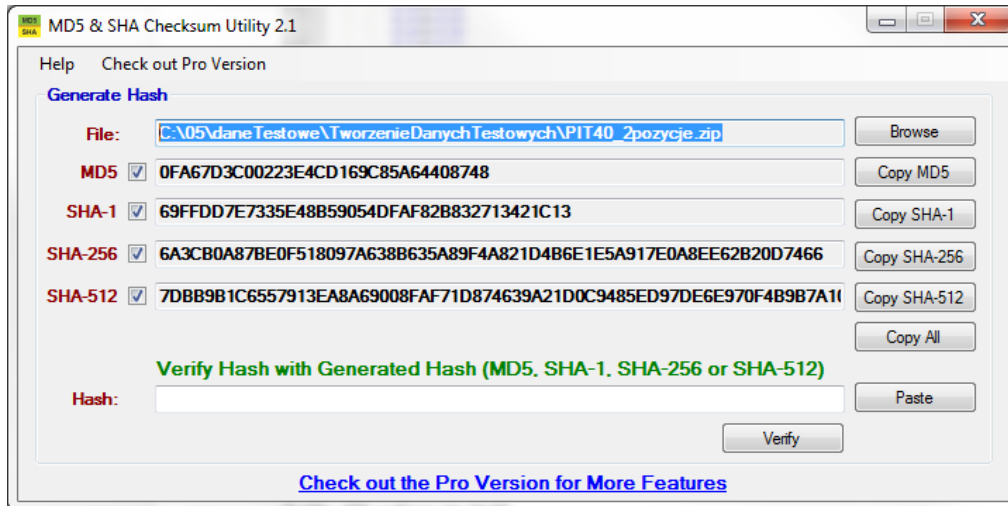 MD5 SHA MD5 & SHA Checksum Utility 2.1
Help Check out Pro Version
Generate Hash
File: C:\05\daneTestowe\TworzenieDanychTestowych\PIT40_2pozycje.zip Browse
MD5 0FA67D3C00223E4CD169C85A64408748 Copy MD5
SHA-1 69FFDD7E7335E48B59054DFAF82B832713421C13 Copy SHA-1
SHA-256 6A3CB0A87BE0F518097A638B635A89F4A821D4B6E1E5A917E0A8EE62B20D7466 Copy SHA-256
SHA-512 7DBB9B1C6557913EA8A69008FAF71D874639A21D0C9485ED97DE6E970F4B9B7A1 Copy SHA-512
Copy All
Verify Hash with Generated Hash (MD5, SHA-1, SHA-256 or SHA-512)
Hash: Paste
Verify
Check out the Pro Version for More Features